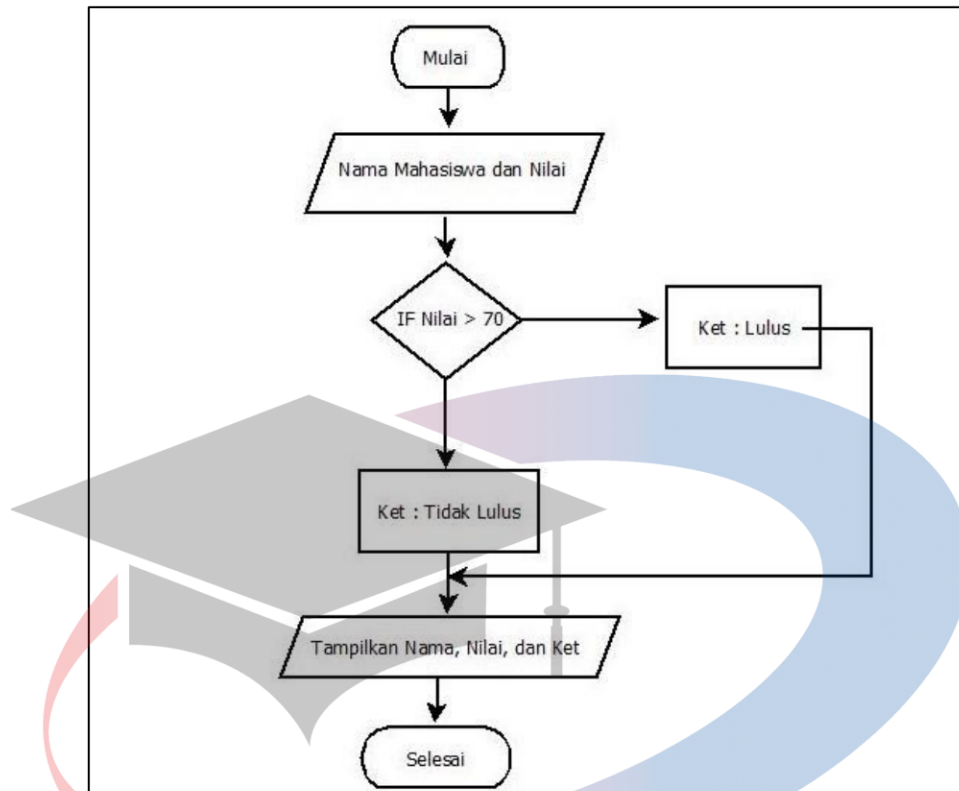 Mulai
Nama Mahasiswa dan Nilai
IF Nilai > 70
Ket : Lulus
Ket : Tidak Lulus
Tampilkan Nama, Nilai, dan Ket
Selesai